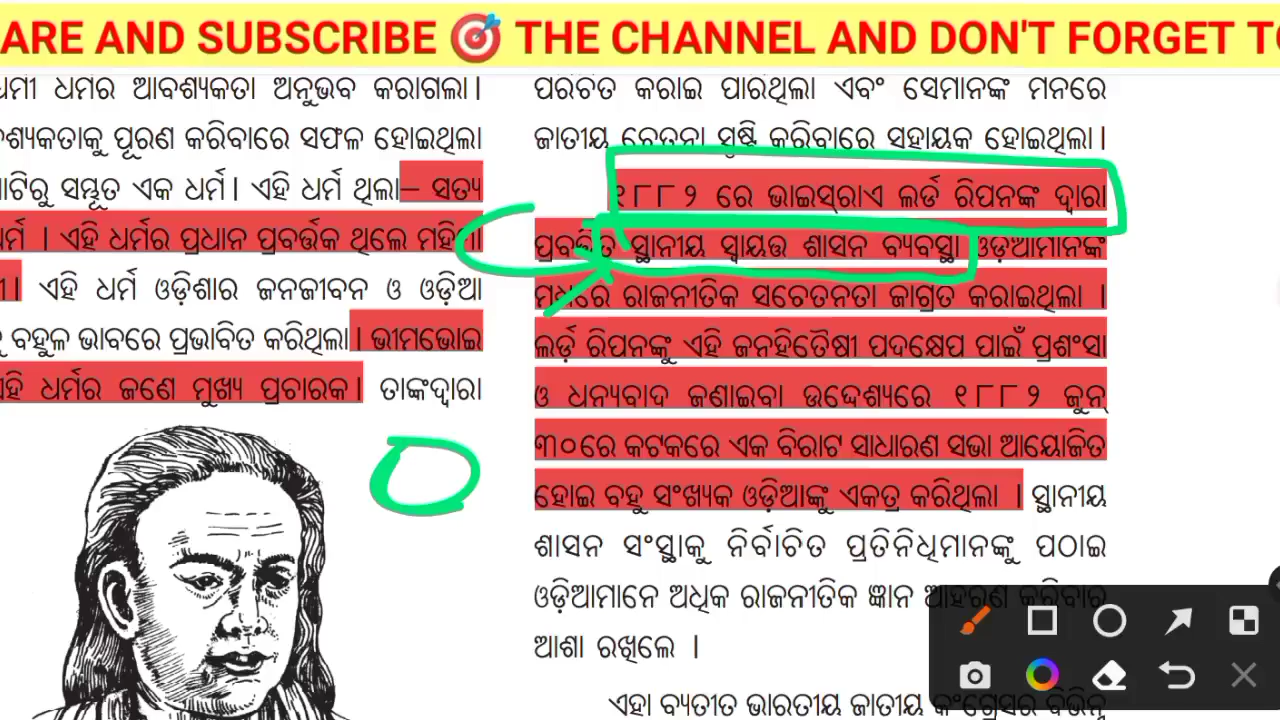 ARE AND SUBSCRIBE 🎯 THE CHANNEL AND DON'T FORGET
ଧର୍ମୀ ଧର୍ମର ଆବଶ୍ୟକତା ଅନୁଭବ କରାଗଲା।
ପୂରଣ କରିବାରେ ସଫଳ ହୋଇଥିଲା
ସମ୍ଭୂତ ଏକ ଧର୍ମ। ଏହି ଧର୍ମ ଥିଲା– ସତ୍ୟ
। ଏହି ଧର୍ମର ପ୍ରଧାନ ପ୍ରବର୍ତ୍ତକ ଥିଲେ ମହିମା
ଏହି ଧର୍ମ ଓଡ଼ିଶାର ଜନଜୀବନ ଓ ଓଡ଼ିଆ
ବହୁଳ ଭାବରେ ପ୍ରଭାବିତ କରିଥିଲା। ଭୀମଭୋଇ
ଧର୍ମର ଜଣେ ମୁଖ୍ୟ ପ୍ରଚାରକ। ତାଙ୍କଦ୍ୱାରା
ପରିଚିତ କରାଇ ପାରିଥିଲା ଏବଂ ସେମାନଙ୍କ ମନରେ
ଜାତୀୟ ଚେତନା ସୃଷ୍ଟି କରିବାରେ ସହାୟକ ହୋଇଥିଲା।
୧୮୮୨ ରେ ଭାଇସ୍‌ରାଏ ଲର୍ଡ ରିପନଙ୍କ ଦ୍ୱାରା
ପ୍ରବର୍ତ୍ତିତ ସ୍ଥାନୀୟ ସ୍ୱାୟତ୍ତ ଶାସନ ବ୍ୟବସ୍ଥା ଓଡ଼ିଆମାନଙ୍କ
ମଧ୍ୟରେ ରାଜନୀତିକ ସଚେତନତା ଜାଗ୍ରତ କରାଇଥିଲା ।
ଲର୍ଡ଼ ରିପନଙ୍କୁ ଏହି ଜନହିତୈଷୀ ପଦକ୍ଷେପ ପାଇଁ ପ୍ରଶଂସା
ଓ ଧନ୍ୟବାଦ ଜଣାଇବା ଉଦ୍ଦେଶ୍ୟରେ ୧୮୮୨ ଜୁନ୍
୩୦ରେ କଟକରେ ଏକ ବିରାଟ ସାଧାରଣ ସଭା ଆୟୋଜିତ
ହୋଇ ବହୁ ସଂଖ୍ୟକ ଓଡ଼ିଆଙ୍କୁ ଏକତ୍ର କରିଥିଲା । ସ୍ଥାନୀୟ
ଶାସନ ସଂସ୍ଥାକୁ ନିର୍ବାଚିତ ପ୍ରତିନିଧିମାନଙ୍କୁ ପଠାଇ
ଓଡ଼ିଆମାନେ ଅଧିକ ରାଜନୀତିକ ଜ୍ଞାନ ଆହରଣ କରିବାର
ଆଶା ରଖିଲେ ।
ଏହା ବ୍ୟତୀତ ଭାରତୀୟ ଜାତୀୟ କଂଗ୍ରେସର ବିଭିନ୍ନ